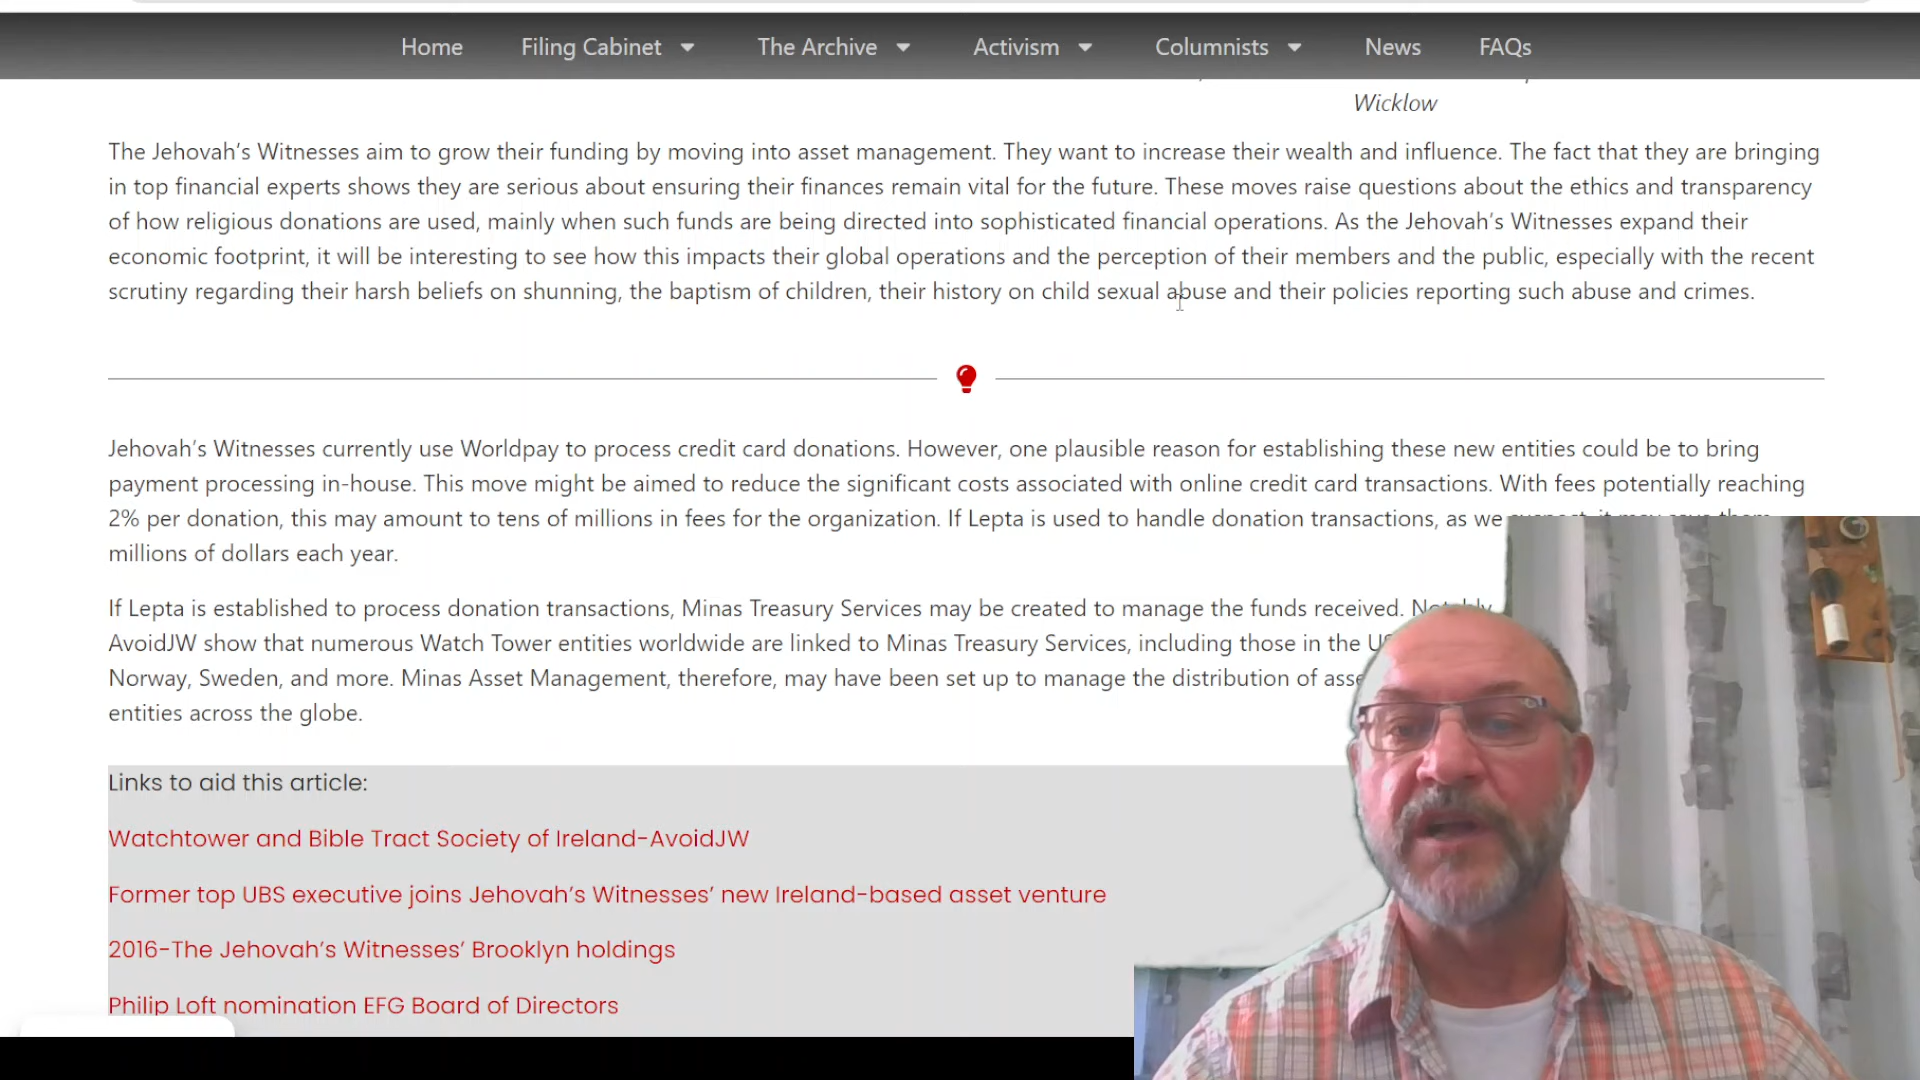 Home Filing Cabinet The Archive Activism Columnists News FAQs
Wicklow
The Jehovah's Witnesses aim to grow their funding by moving into asset management. They want to increase their wealth and influence. The fact that they are bringing
in top financial experts shows they are serious about ensuring their finances remain vital for the future. These moves raise questions about the ethics and transparency
of how religious donations are used, mainly when such funds are being directed into sophisticated financial operations. As the Jehovah's Witnesses expand their
economic footprint, it will be interesting to see how this impacts their global operations and the perception of their members and the public, especially with the recent
scrutiny regarding their harsh beliefs on shunning, the baptism of children, their history on child sexual abuse and their policies reporting such abuse and crimes.
Jehovah's Witnesses currently use Worldpay to process credit card donations. However, one plausible reason for establishing these new entities could be to bring
payment processing in-house. This move might be aimed to reduce the significant costs associated with online credit card transactions. With fees potentially reaching
2% per donation, this may amount to tens of millions in fees for the organization. If Lepta is used to handle donation transactions, as we suspect, it may save them
millions of dollars each year.
If Lepta is established to process donation transactions, Minas Treasury Services may be created to manage the funds received.
AvoidJW show that numerous Watch Tower entities worldwide are linked to Minas Treasury Services, including those in the
Norway, Sweden, and more. Minas Asset Management, therefore, may have been set up to manage the distribution of
entities across the globe.
Links to aid this article:
Watchtower and Bible Tract Society of Ireland-AvoidJW
Former top UBS executive joins Jehovah's Witnesses' new Ireland-based asset venture
2016-The Jehovah's Witnesses' Brooklyn holdings
Philip Loft nomination EFG Board of Directors